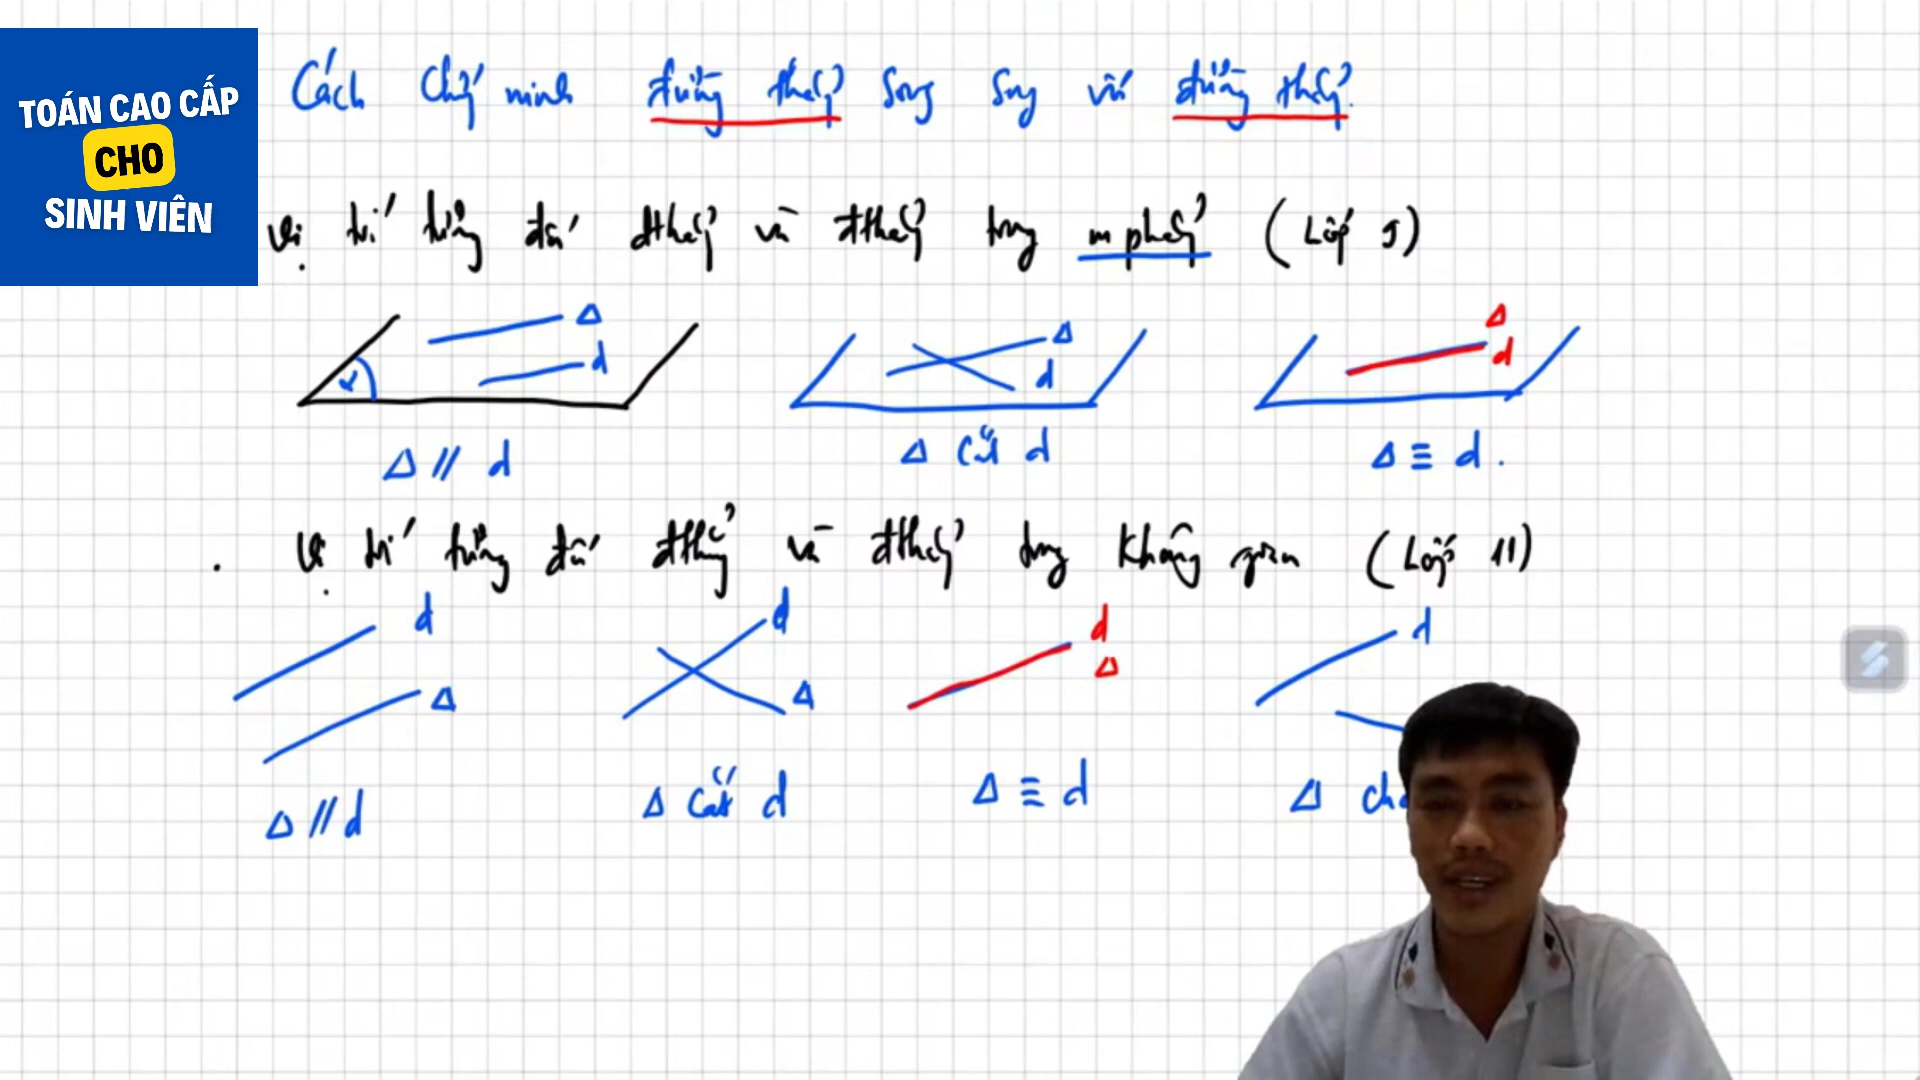 TOÁN CAO CẤP
CHO
SINH VIÊN
Cách chứng minh đường thẳng song song với đường thẳng.
Vị trí tương đối đthẳng và đthẳng trong mphẳng (Lớp 9)
Δ
d
α
Δ
d
Δ
d
Δ // d
Δ cắt d
Δ ≡ d.
. Vị trí tương đối đthẳng và đthẳng trong không gian (Lớp 11)
d
Δ
d
Δ
d
Δ
d
Δ // d
Δ cắt d
Δ ≡ d
Δ